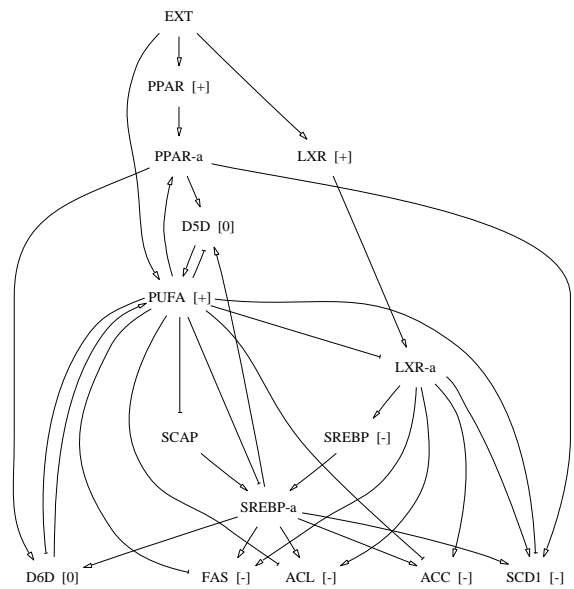 EXT
PPAR [+]
PPAR-a
LXR [+]
D5D [0]
PUFA [+]
LXR-a
SCAP
SREBP [-]
SREBP-a
D6D [0]
FAS [-]
ACL [-]
ACC [-]
SCD1 [-]